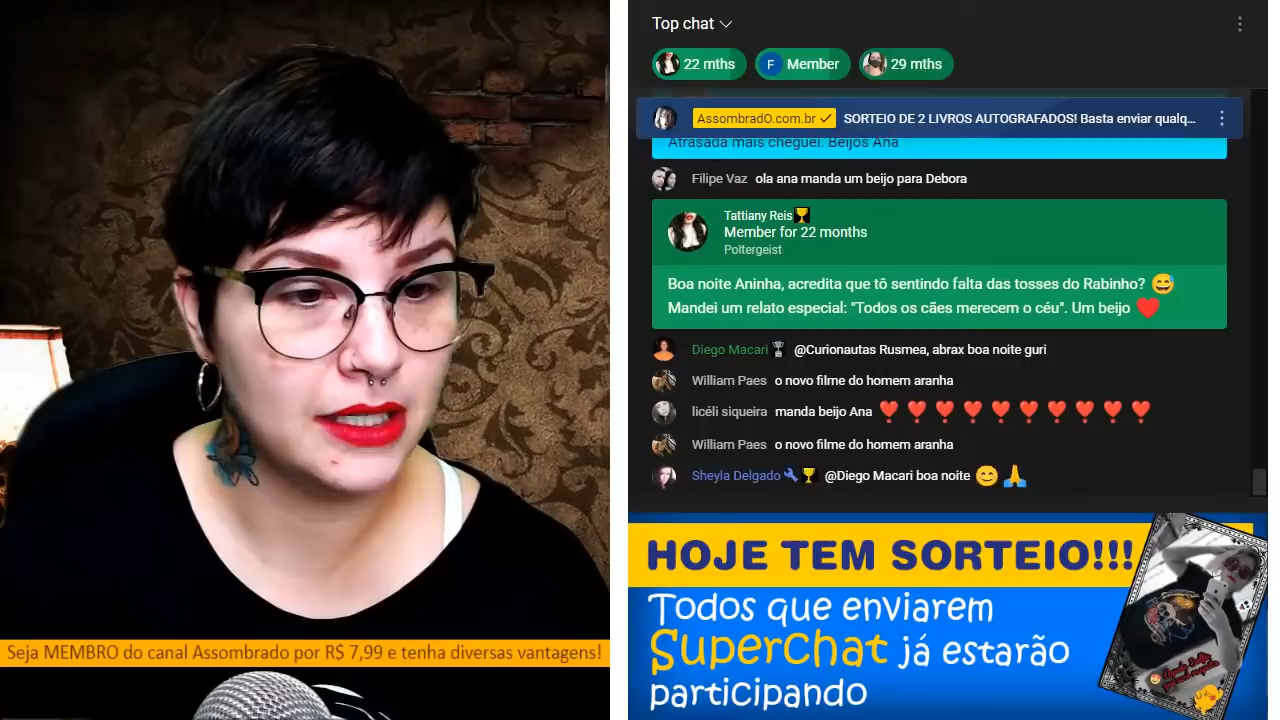 Top chat
22 mths
F Member
29 mths
AssombradO.com.br SORTEIO DE 2 LIVROS AUTOGRAFADOS! Basta enviar qualq...
Atrasada mais cheguei. Beijos Ana
Filipe Vaz ola ana manda um beijo para Debora
Tattiany Reis🏆
Member for 22 months
Poltergeist
Boa noite Aninha, acredita que tô sentindo falta das tosses do Rabinho? 😅
Mandei um relato especial: "Todos os cães merecem o céu". Um beijo ❤️
Diego Macari @Curionautas Rusmea, abrax boa noite guri
William Paes o novo filme do homem aranha
licéli siqueira manda beijo Ana ❣❣❣❣❣❣❣❣❣❣
William Paes o novo filme do homem aranha
Sheyla Delgado 🔧🏆 @Diego Macari boa noite 😊🙏
HOJE TEM SORTEIO!!!
Todos que enviarem
Superchat já estarão
participando
Seja MEMBRO do canal Assombrado por R$ 7,99 e tenha diversas vantagens!